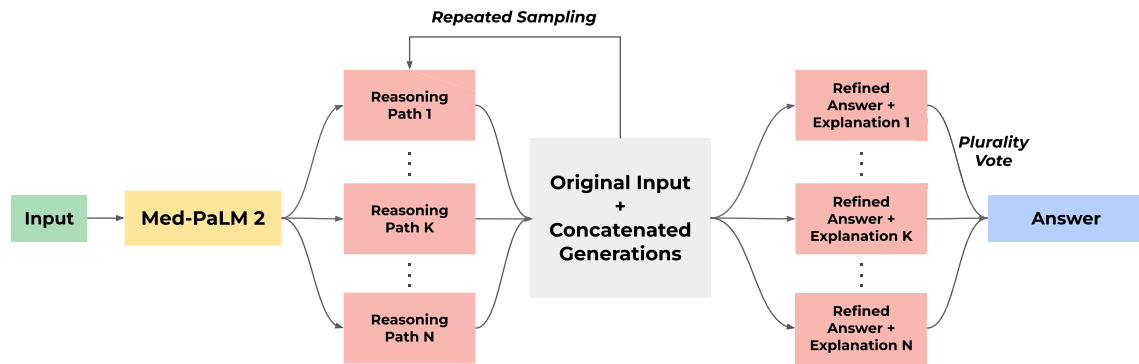 Repeated Sampling
Input
Med-PaLM 2
Reasoning
Path 1
Reasoning
Path K
Reasoning
Path N
Original Input
+
Concatenated
Generations
Refined
Answer +
Explanation 1
Refined
Answer +
Explanation K
Refined
Answer +
Explanation N
Plurality
Vote
Answer